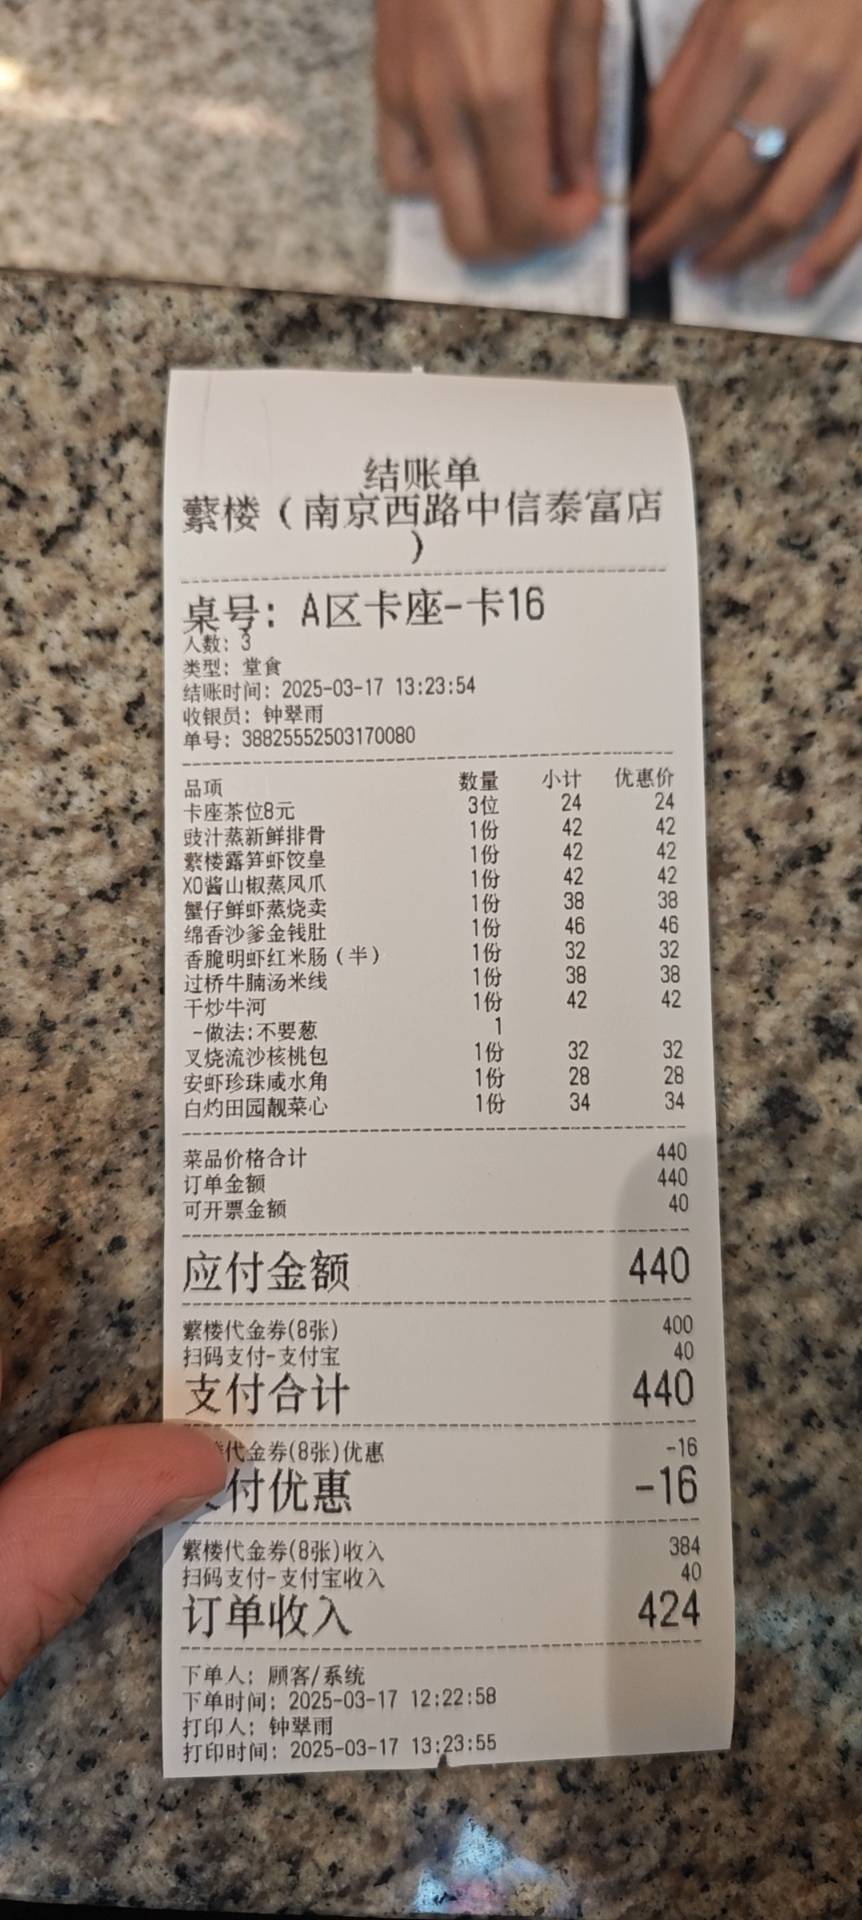 结账单
蘩楼（南京西路中信泰富店
）
桌号: A区卡座-卡16
人数: 3
类型: 堂食
结账时间: 2025-03-17 13:23:54
收银员: 钟翠雨
单号: 38825552503170080
品项 数量 小计 优惠价
卡座茶位8元 3位 24 24
豉汁蒸新鲜排骨 1份 42 42
蘩楼露笋虾饺皇 1份 42 42
XO酱山椒蒸凤爪 1份 42 42
蟹仔鲜虾蒸烧卖 1份 38 38
绵香沙爹金钱肚 1份 46 46
香脆明虾红米肠（半） 1份 32 32
过桥牛腩汤米线 1份 38 38
干炒牛河 1份 42 42
-做法:不要葱 1
叉烧流沙核桃包 1份 32 32
安虾珍珠咸水角 1份 28 28
白灼田园靓菜心 1份 34 34
菜品价格合计 440
订单金额 440
可开票金额 40
应付金额 440
蘩楼代金券(8张) 400
扫码支付-支付宝 40
支付合计 440
代金券(8张)优惠 -16
付优惠 -16
蘩楼代金券(8张)收入 384
扫码支付-支付宝收入 40
订单收入 424
下单人: 顾客/系统
下单时间: 2025-03-17 12:22:58
打印人: 钟翠雨
打印时间: 2025-03-17 13:23:55